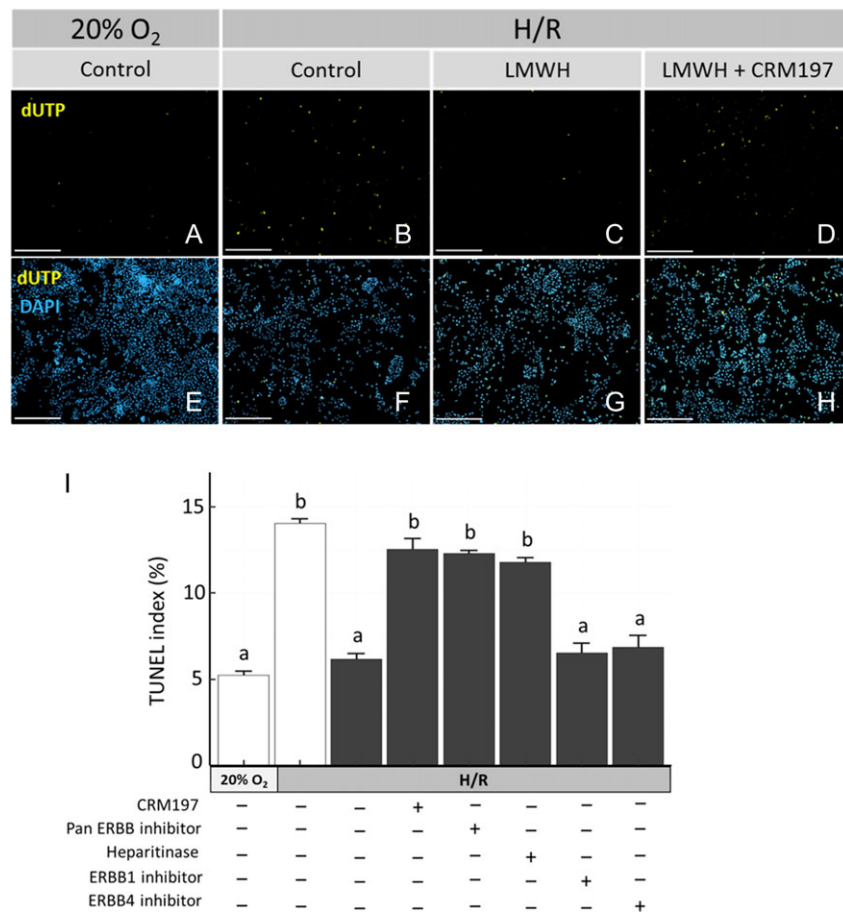 20% O₂ H/R
Control Control LMWH LMWH + CRM197
dUTP
A B C D
dUTP
DAPI
E F G H
I
TUNEL index (%)
15
10
5
0
a b a b b b a a
20% O₂ H/R
CRM197 – – – + – – – –
Pan ERBB inhibitor – – – – + – – –
Heparitinase – – – – – + – –
ERBB1 inhibitor – – – – – – + –
ERBB4 inhibitor – – – – – – – +